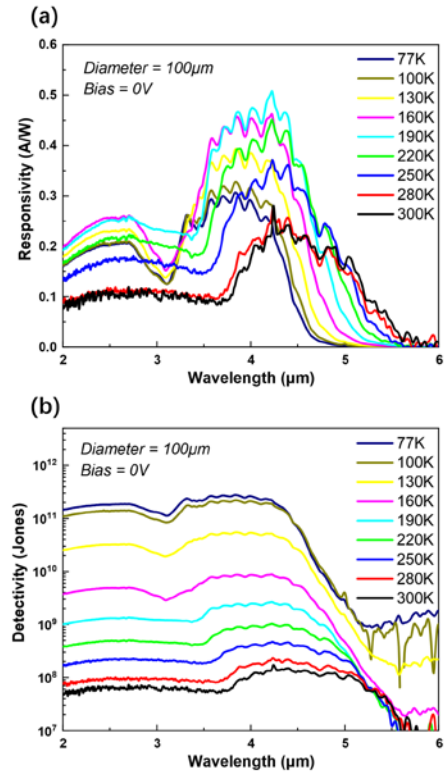 (a)
0.6
0.5
0.4
0.3
0.2
0.1
0.0
Responsivity (A/W)
Diameter = 100μm
Bias = 0V
77K
100K
130K
160K
190K
220K
250K
280K
300K
2 3 4 5 6
Wavelength (μm)
(b)
10¹²
10¹¹
10¹⁰
10⁹
10⁸
10⁷
Detectivity (Jones)
Diameter = 100μm
Bias = 0V
77K
100K
130K
160K
190K
220K
250K
280K
300K
2 3 4 5 6
Wavelength (μm)